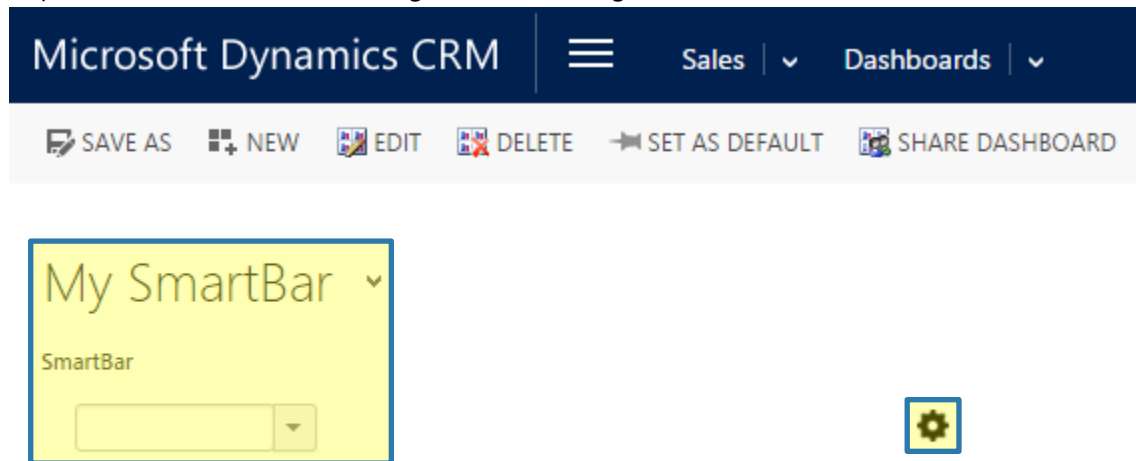 Microsoft Dynamics CRM Sales Dashboards
SAVE AS NEW EDIT DELETE SET AS DEFAULT SHARE DASHBOARD
My SmartBar
SmartBar